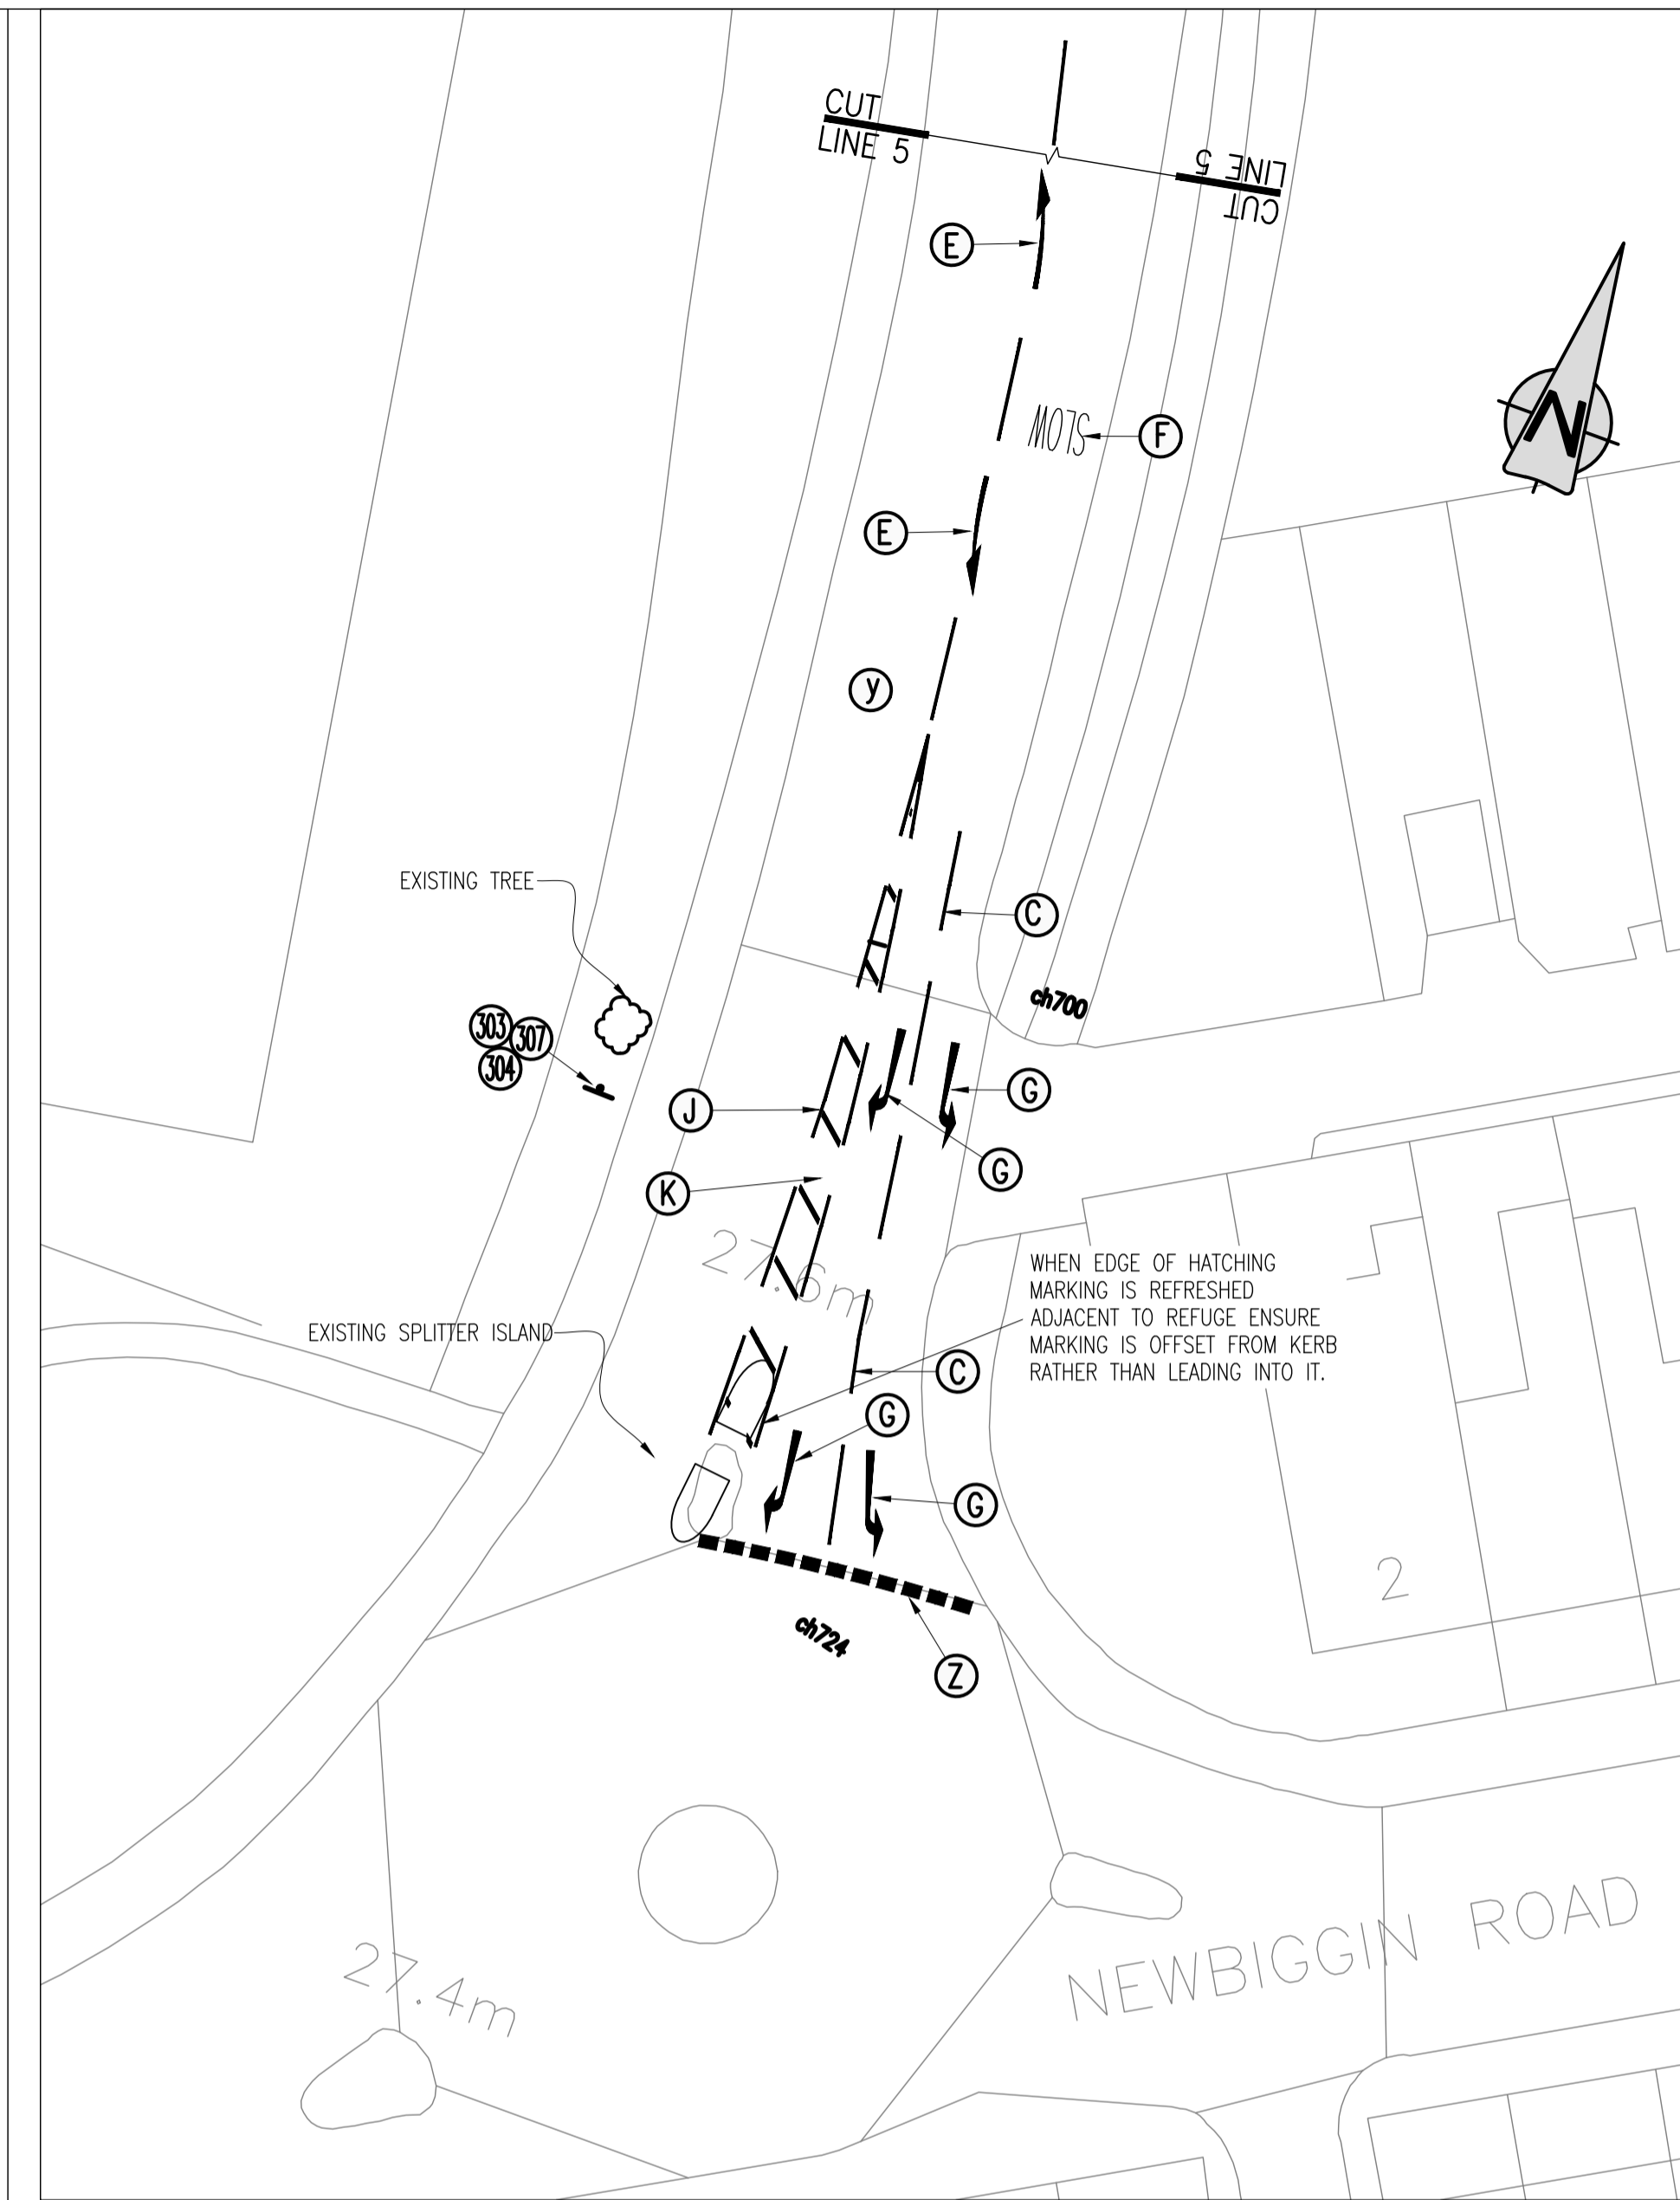 CUT
LINE 5
LINE 5
CUT
E
N
SLOW
F
E
y
EXISTING TREE
C
ch700
303
307
304
J
G
G
K
27.6m
WHEN EDGE OF HATCHING
MARKING IS REFRESHED
ADJACENT TO REFUGE ENSURE
MARKING IS OFFSET FROM KERB
RATHER THAN LEADING INTO IT.
EXISTING SPLITTER ISLAND
C
G
G
2
ch724
Z
NEWBIGGIN ROAD
27.4m